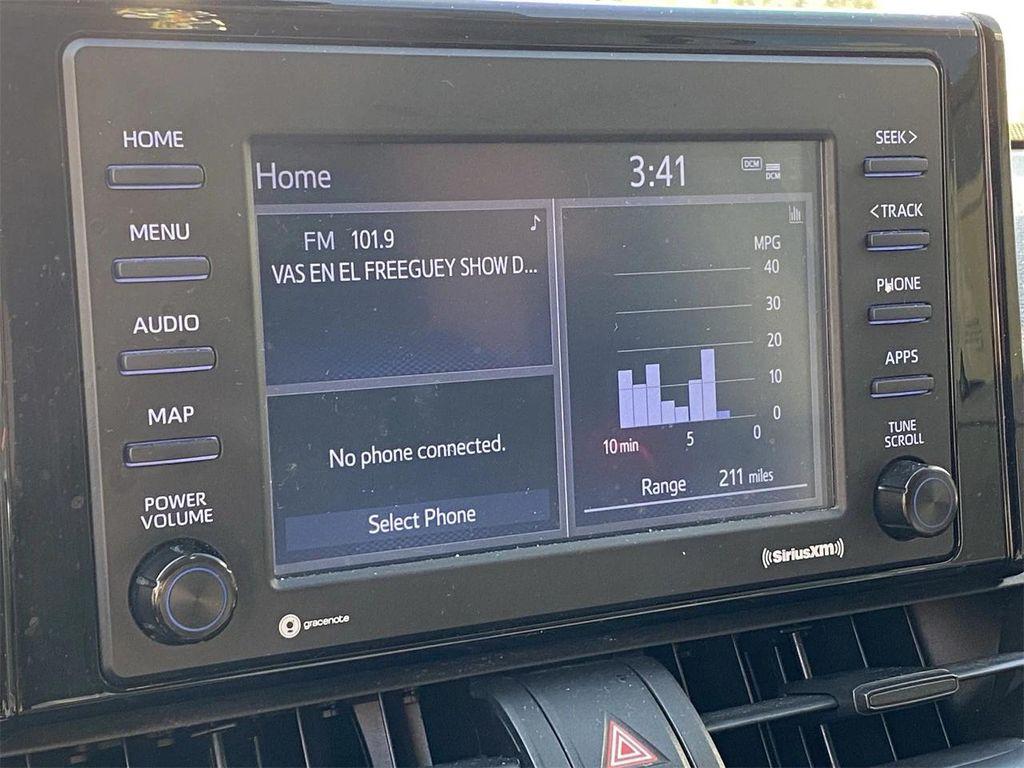 HOME
MENU
AUDIO
MAP
POWER
VOLUME
Home
3:41
DCM
DCM
FM 101.9
VAS EN EL FREEGUEY SHOW D...
No phone connected.
Select Phone
MPG
40
30
20
10
0
10 min 5 0
Range 211 miles
SEEK>
<TRACK
PHONE
APPS
TUNE
SCROLL
gracenote
SiriusXM